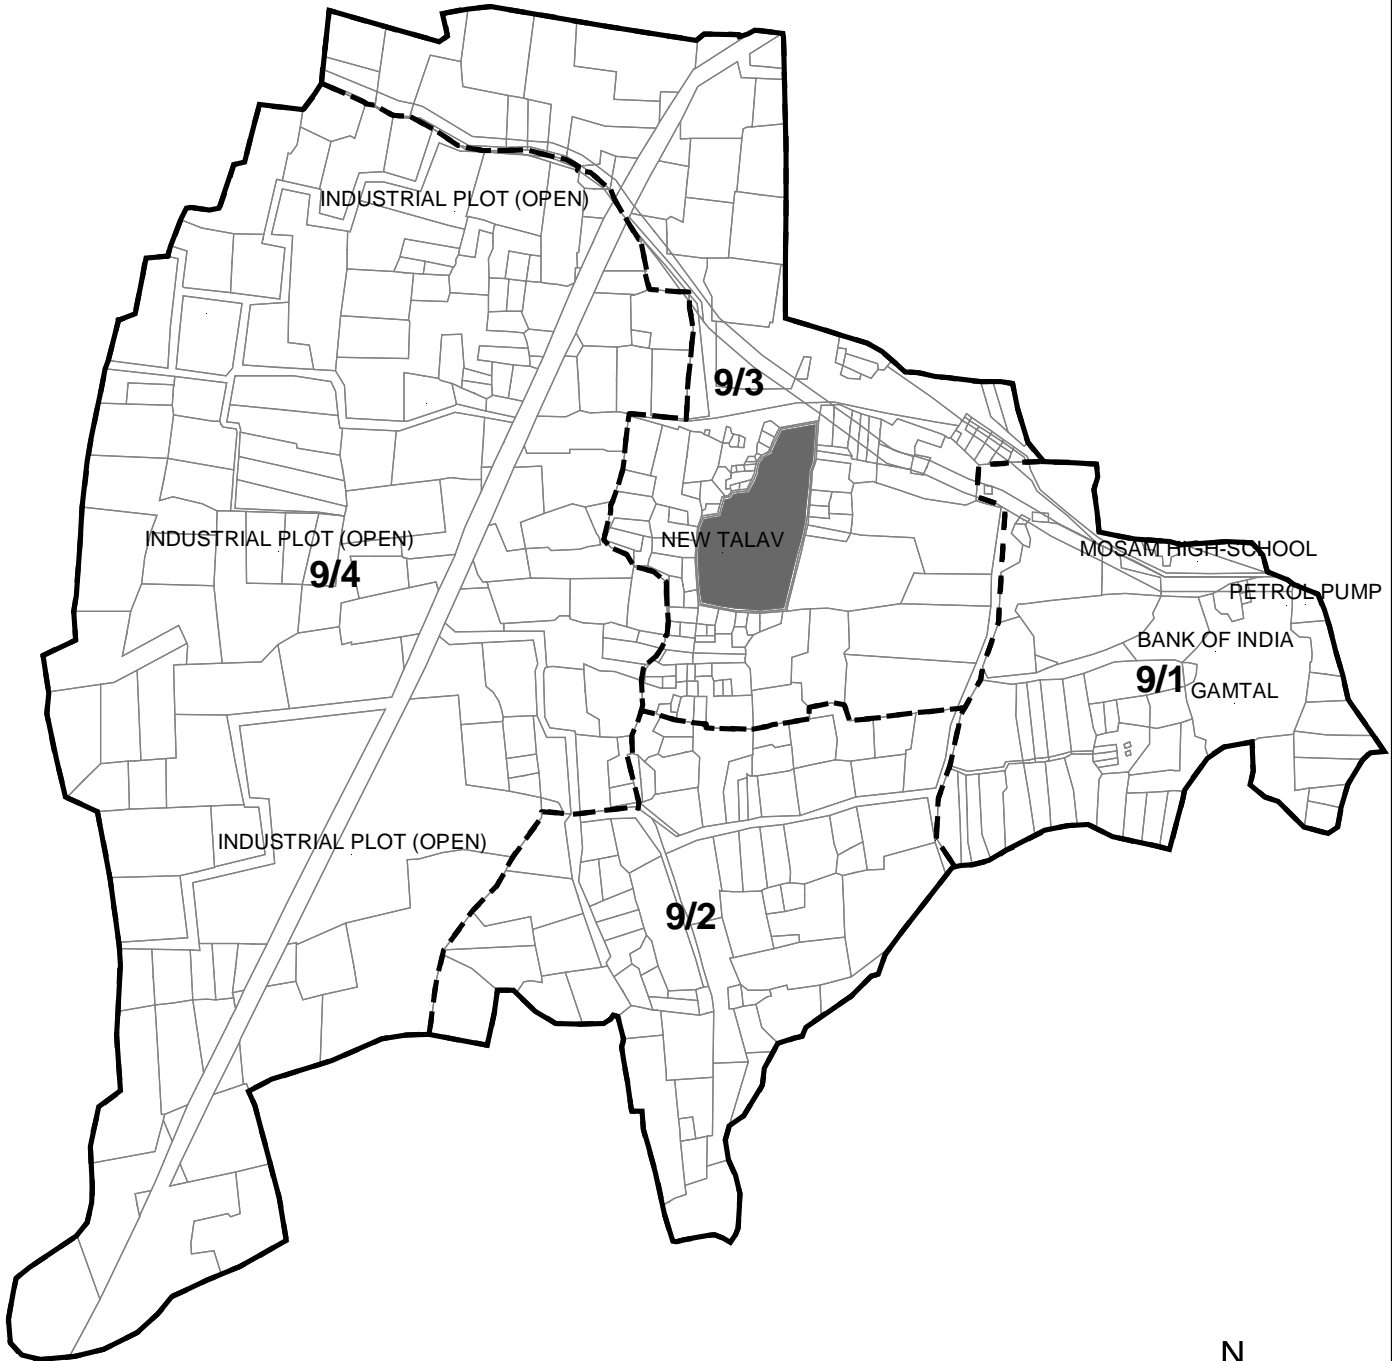 INDUSTRIAL PLOT (OPEN)
9/3
INDUSTRIAL PLOT (OPEN)
NEW TALAV
MOSAM HIGH-SCHOOL
9/4
PETROL PUMP
BANK OF INDIA
9/1
GAMTAL
INDUSTRIAL PLOT (OPEN)
9/2
N